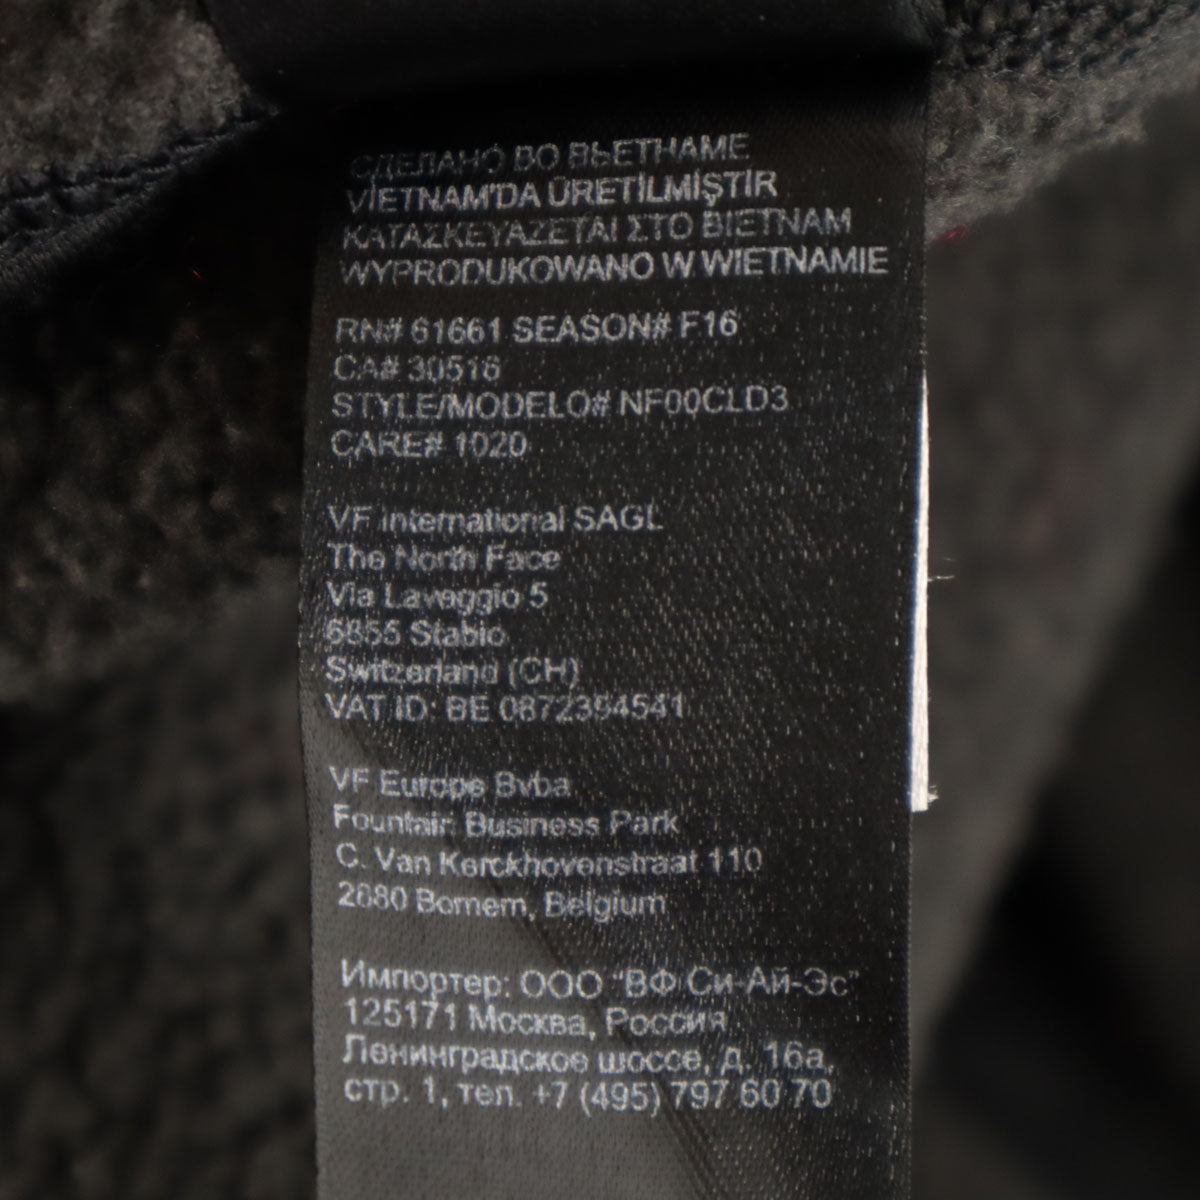 СДЕЛАНО ВО ВЬЕТНАМЕ
VİETNAM'DA ÜRETİLMİŞTİR
ΚΑΤΑΣΚΕΥΑΖΕΤΑΙ ΣΤΟ ΒΙΕΤΝΑΜ
WYPRODUKOWANO W WIETNAMIE
RN# 61661 SEASON# F16
CA# 30516
STYLE/MODELO# NF00CLD3
CARE# 1020
VF International SAGL
The North Face
Via Laveggio 5
6855 Stabio
Switzerland (CH)
VAT ID: BE 0872394541
VF Europe Bvba
Fountain Business Park
C. Van Kerckhovenstraat 110
2880 Bornem, Belgium
Импортер: ООО "ВФ Си-Ай-Эс"
125171 Москва, Россия
Ленинградское шоссе, д. 16а,
стр. 1, тел. +7 (495) 797 60 70